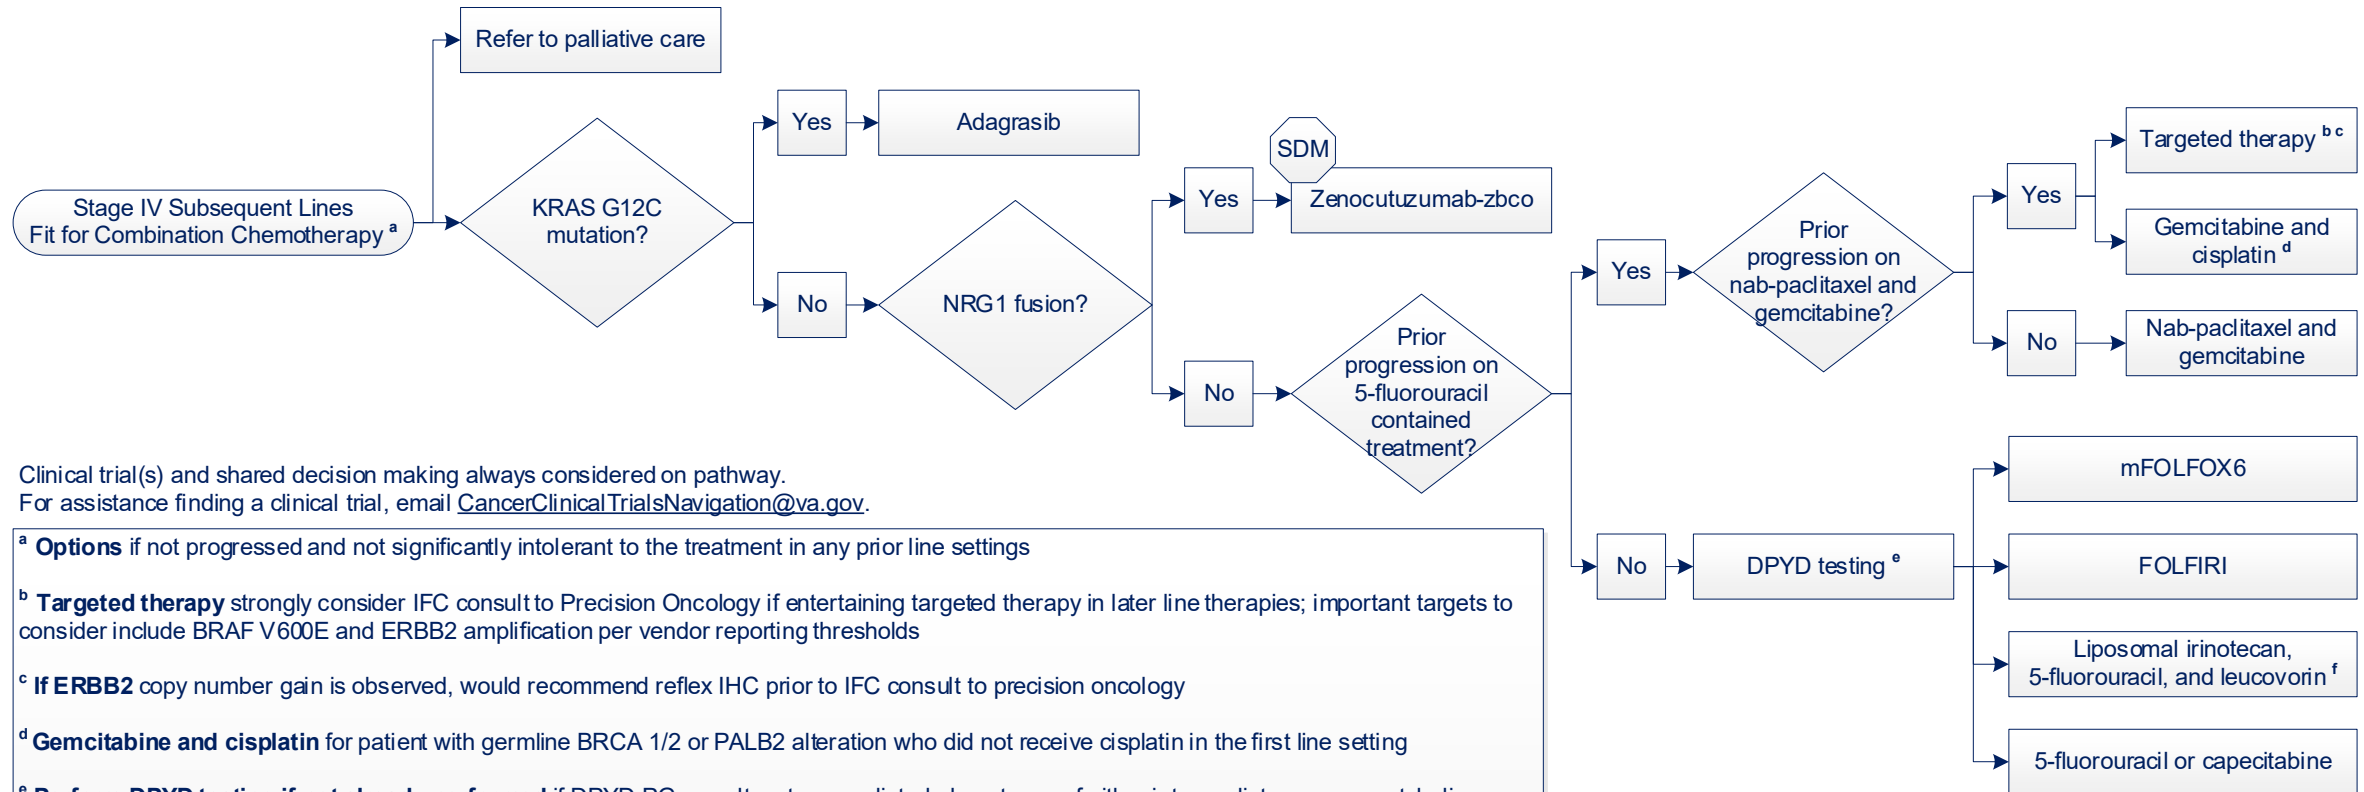 Refer to palliative care
Stage IV Subsequent Lines
Fit for Combination Chemotherapy a
KRAS G12C
mutation?
Yes
Adagrasib
No
NRG1 fusion?
Yes
SDM
Zenocutuzumab-zbco
No
Prior
progression on
5-fluorouracil
contained
treatment?
Yes
Prior
progression on
nab-paclitaxel and
gemcitabine?
Yes
Targeted therapy b c
Gemcitabine and
cisplatin d
No
Nab-paclitaxel and
gemcitabine
No
DPYD testing e
mFOLFOX6
FOLFIRI
Liposomal irinotecan,
5-fluorouracil, and leucovorin f
5-fluorouracil or capecitabine
Clinical trial(s) and shared decision making always considered on pathway.
For assistance finding a clinical trial, email CancerClinicalTrialsNavigation@va.gov.
a Options if not progressed and not significantly intolerant to the treatment in any prior line settings
b Targeted therapy strongly consider IFC consult to Precision Oncology if entertaining targeted therapy in later line therapies; important targets to
consider include BRAF V600E and ERBB2 amplification per vendor reporting thresholds
c If ERBB2 copy number gain is observed, would recommend reflex IHC prior to IFC consult to precision oncology
d Gemcitabine and cisplatin for patient with germline BRCA 1/2 or PALB2 alteration who did not receive cisplatin in the first line setting